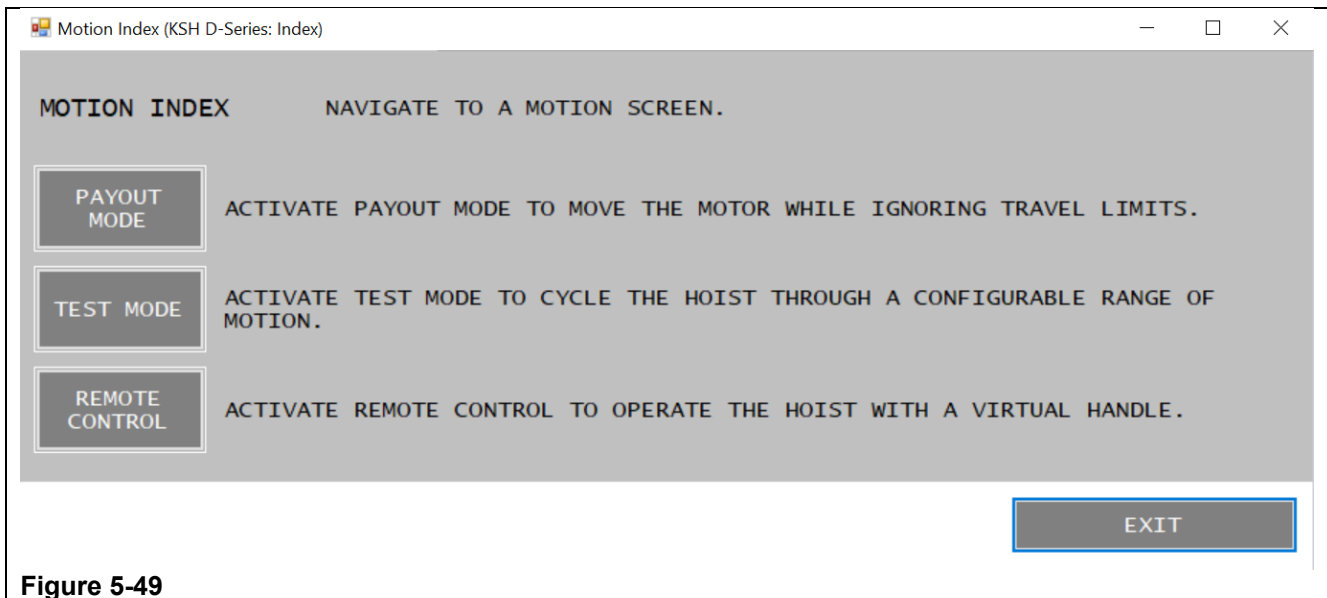 Motion Index (KSH D-Series: Index)
MOTION INDEX NAVIGATE TO A MOTION SCREEN.
PAYOUT
MODE
ACTIVATE PAYOUT MODE TO MOVE THE MOTOR WHILE IGNORING TRAVEL LIMITS.
TEST MODE
ACTIVATE TEST MODE TO CYCLE THE HOIST THROUGH A CONFIGURABLE RANGE OF
MOTION.
REMOTE
CONTROL
ACTIVATE REMOTE CONTROL TO OPERATE THE HOIST WITH A VIRTUAL HANDLE.
EXIT
Figure 5-49